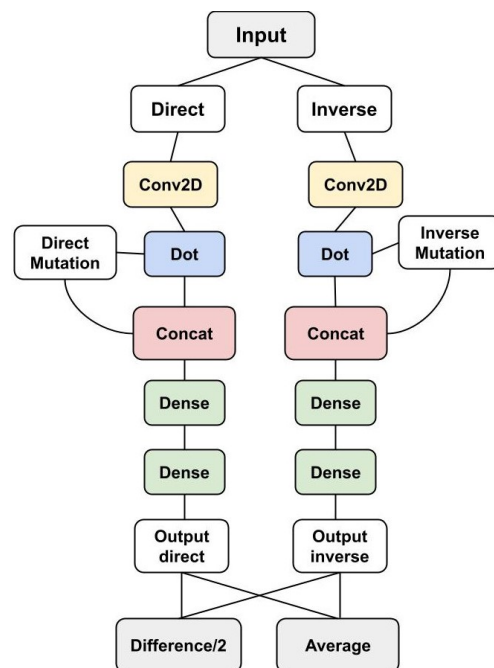 Input
Direct
Inverse
Conv2D
Conv2D
Direct
Mutation
Dot
Dot
Inverse
Mutation
Concat
Concat
Dense
Dense
Dense
Dense
Output
direct
Output
inverse
Difference/2
Average